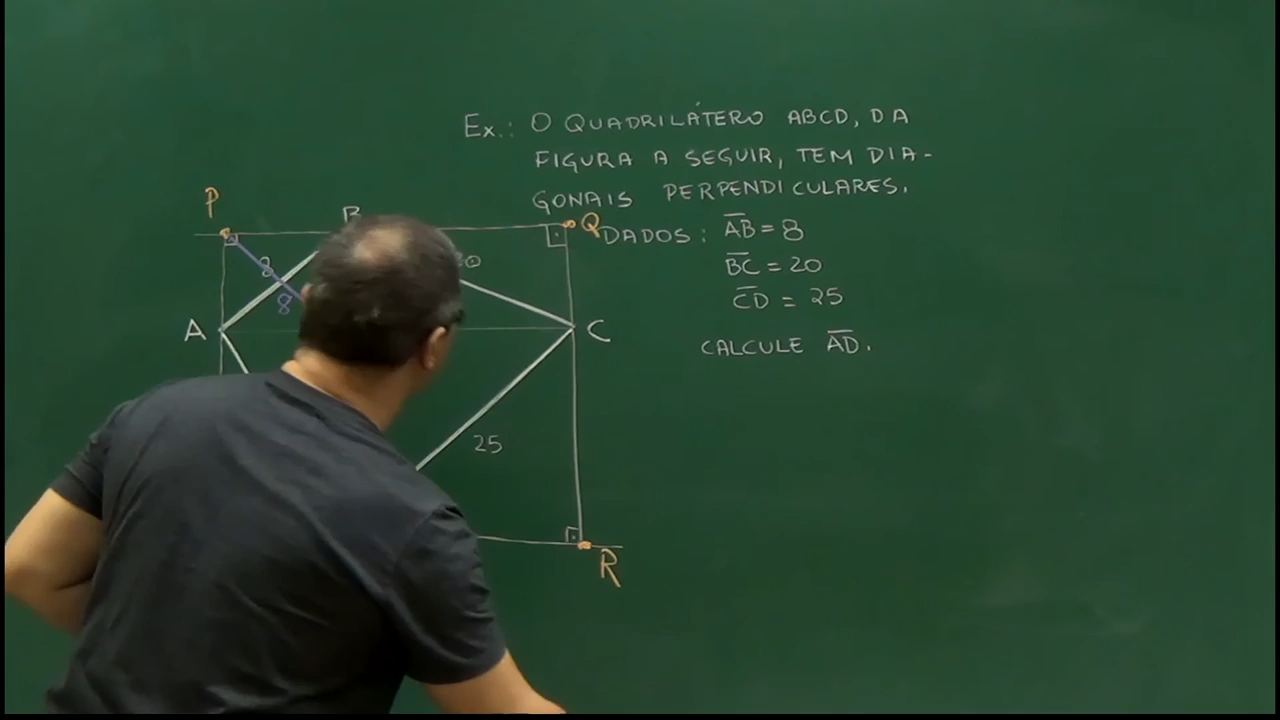 Ex.: O QUADRILÁTERO ABCD, DA
FIGURA A SEGUIR, TEM DIA-
GONAIS PERPENDICULARES.
DADOS: AB = 8
BC = 20
CD = 25
CALCULE AD.
P
B
Q
8
8
A
C
25
R